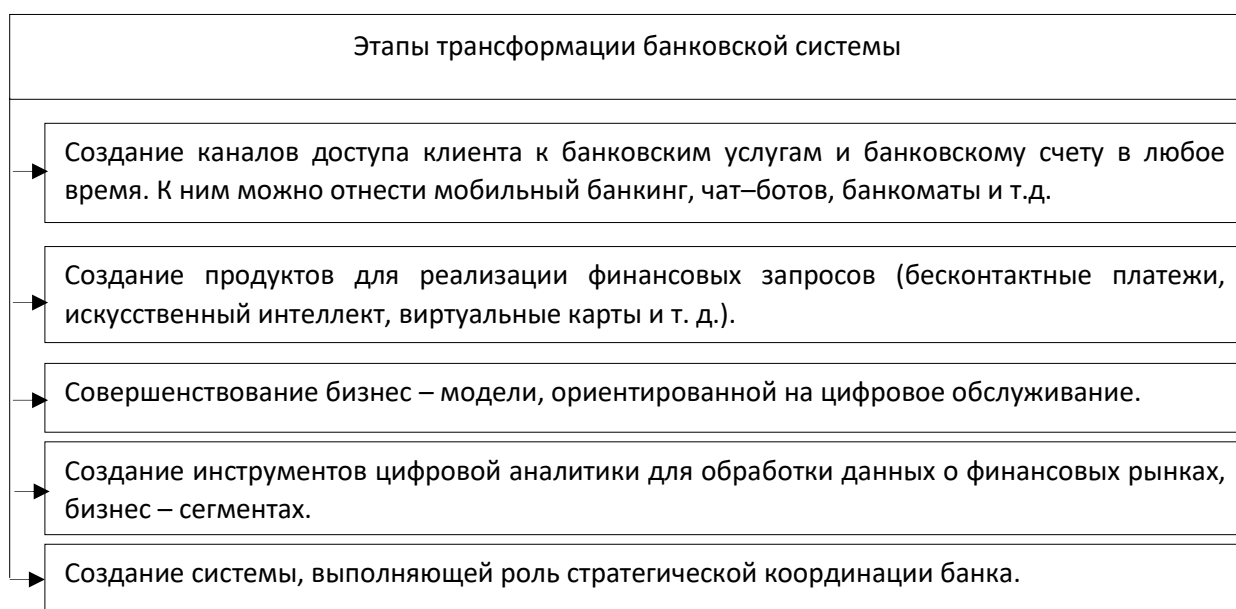 Этапы трансформации банковской системы
Создание каналов доступа клиента к банковским услугам и банковскому счету в любое
время. К ним можно отнести мобильный банкинг, чат–ботов, банкоматы и т.д.
Создание продуктов для реализации финансовых запросов (бесконтактные платежи,
искусственный интеллект, виртуальные карты и т. д.).
Совершенствование бизнес – модели, ориентированной на цифровое обслуживание.
Создание инструментов цифровой аналитики для обработки данных о финансовых рынках,
бизнес – сегментах.
Создание системы, выполняющей роль стратегической координации банка.